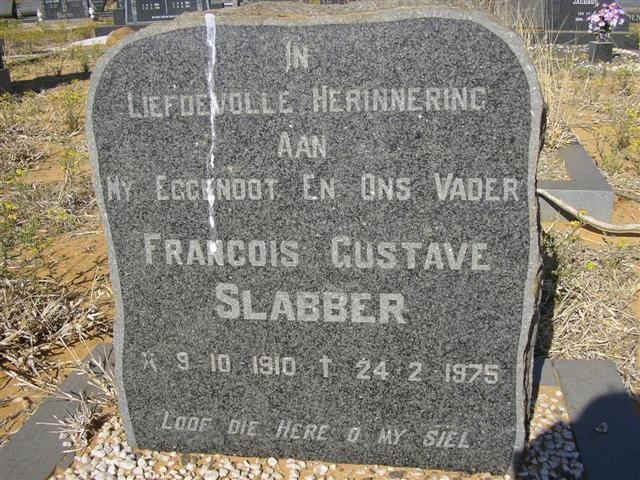 IN
LIEFDEVOLLE HERINNERING
AAN
MY EGGENOOT EN ONS VADER
FRANCOIS GUSTAVE
SLABBER
* 9 10 1910 † 24 2 1975
LOOF DIE HERE O MY SIEL